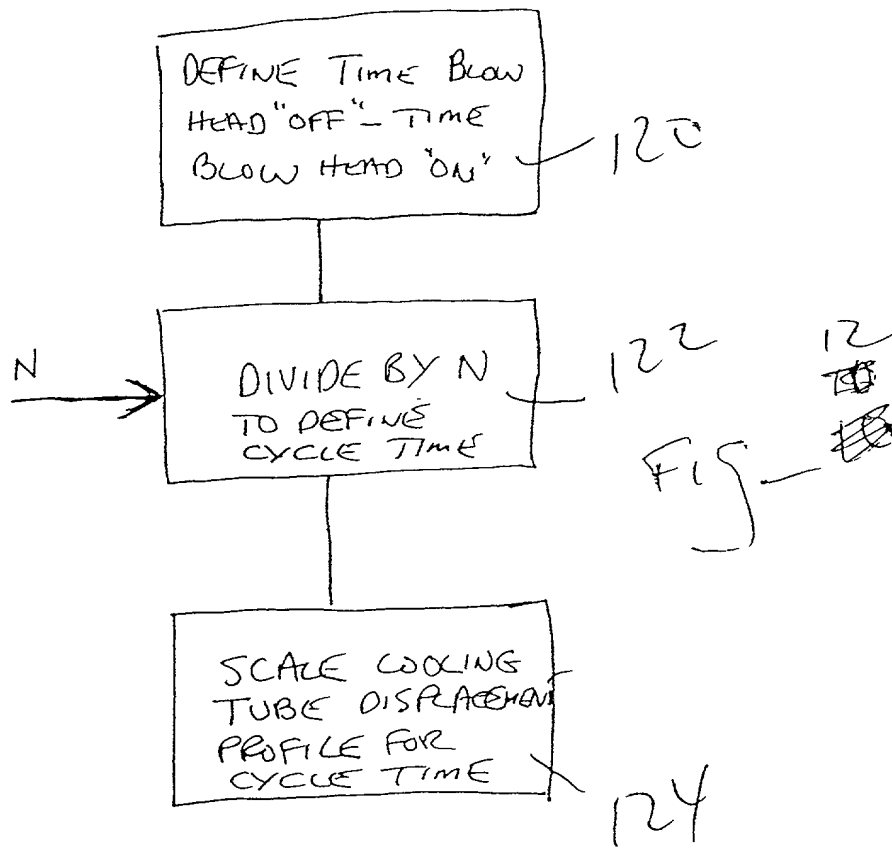 DEFINE TIME BLOW
HEAD "OFF" - TIME
BLOW HEAD "ON"
120
N
DIVIDE BY N
TO DEFINE
CYCLE TIME
122
Fig - 12
SCALE COOLING
TUBE DISPLACEMENT
PROFILE FOR
CYCLE TIME
124